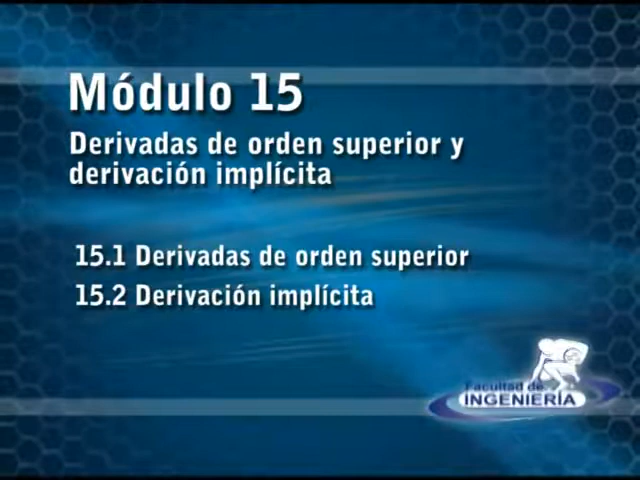 Módulo 15
Derivadas de orden superior y
derivación implícita
15.1 Derivadas de orden superior
15.2 Derivación implícita
Facultad de
INGENIERÍA